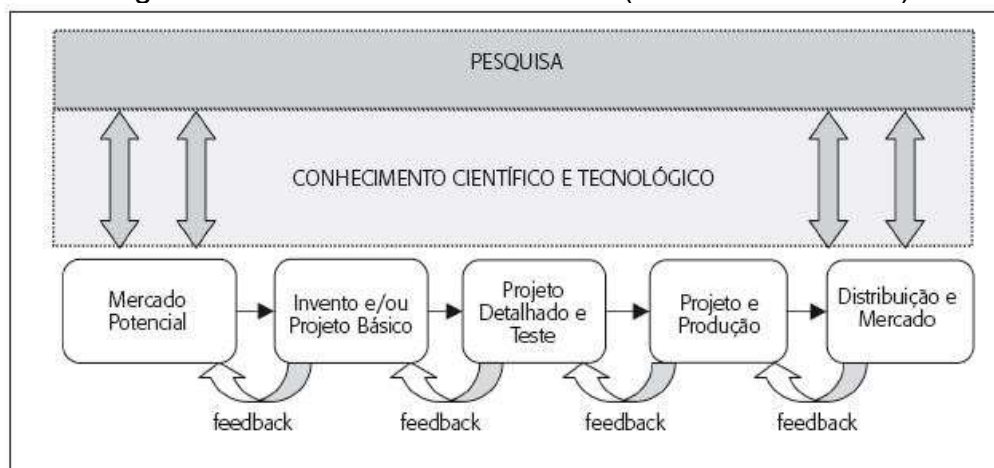 PESQUISA
CONHECIMENTO CIENTÍFICO E TECNOLÓGICO
Mercado
Potencial
Invento e/ou
Projeto Básico
Projeto
Detalhado e
Teste
Projeto e
Produção
Distribuição e
Mercado
feedback
feedback
feedback
feedback